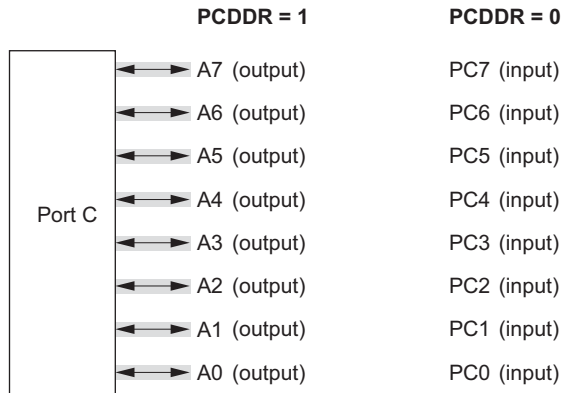 PCDDR = 1 PCDDR = 0
A7 (output) PC7 (input)
A6 (output) PC6 (input)
A5 (output) PC5 (input)
Port C A4 (output) PC4 (input)
A3 (output) PC3 (input)
A2 (output) PC2 (input)
A1 (output) PC1 (input)
A0 (output) PC0 (input)